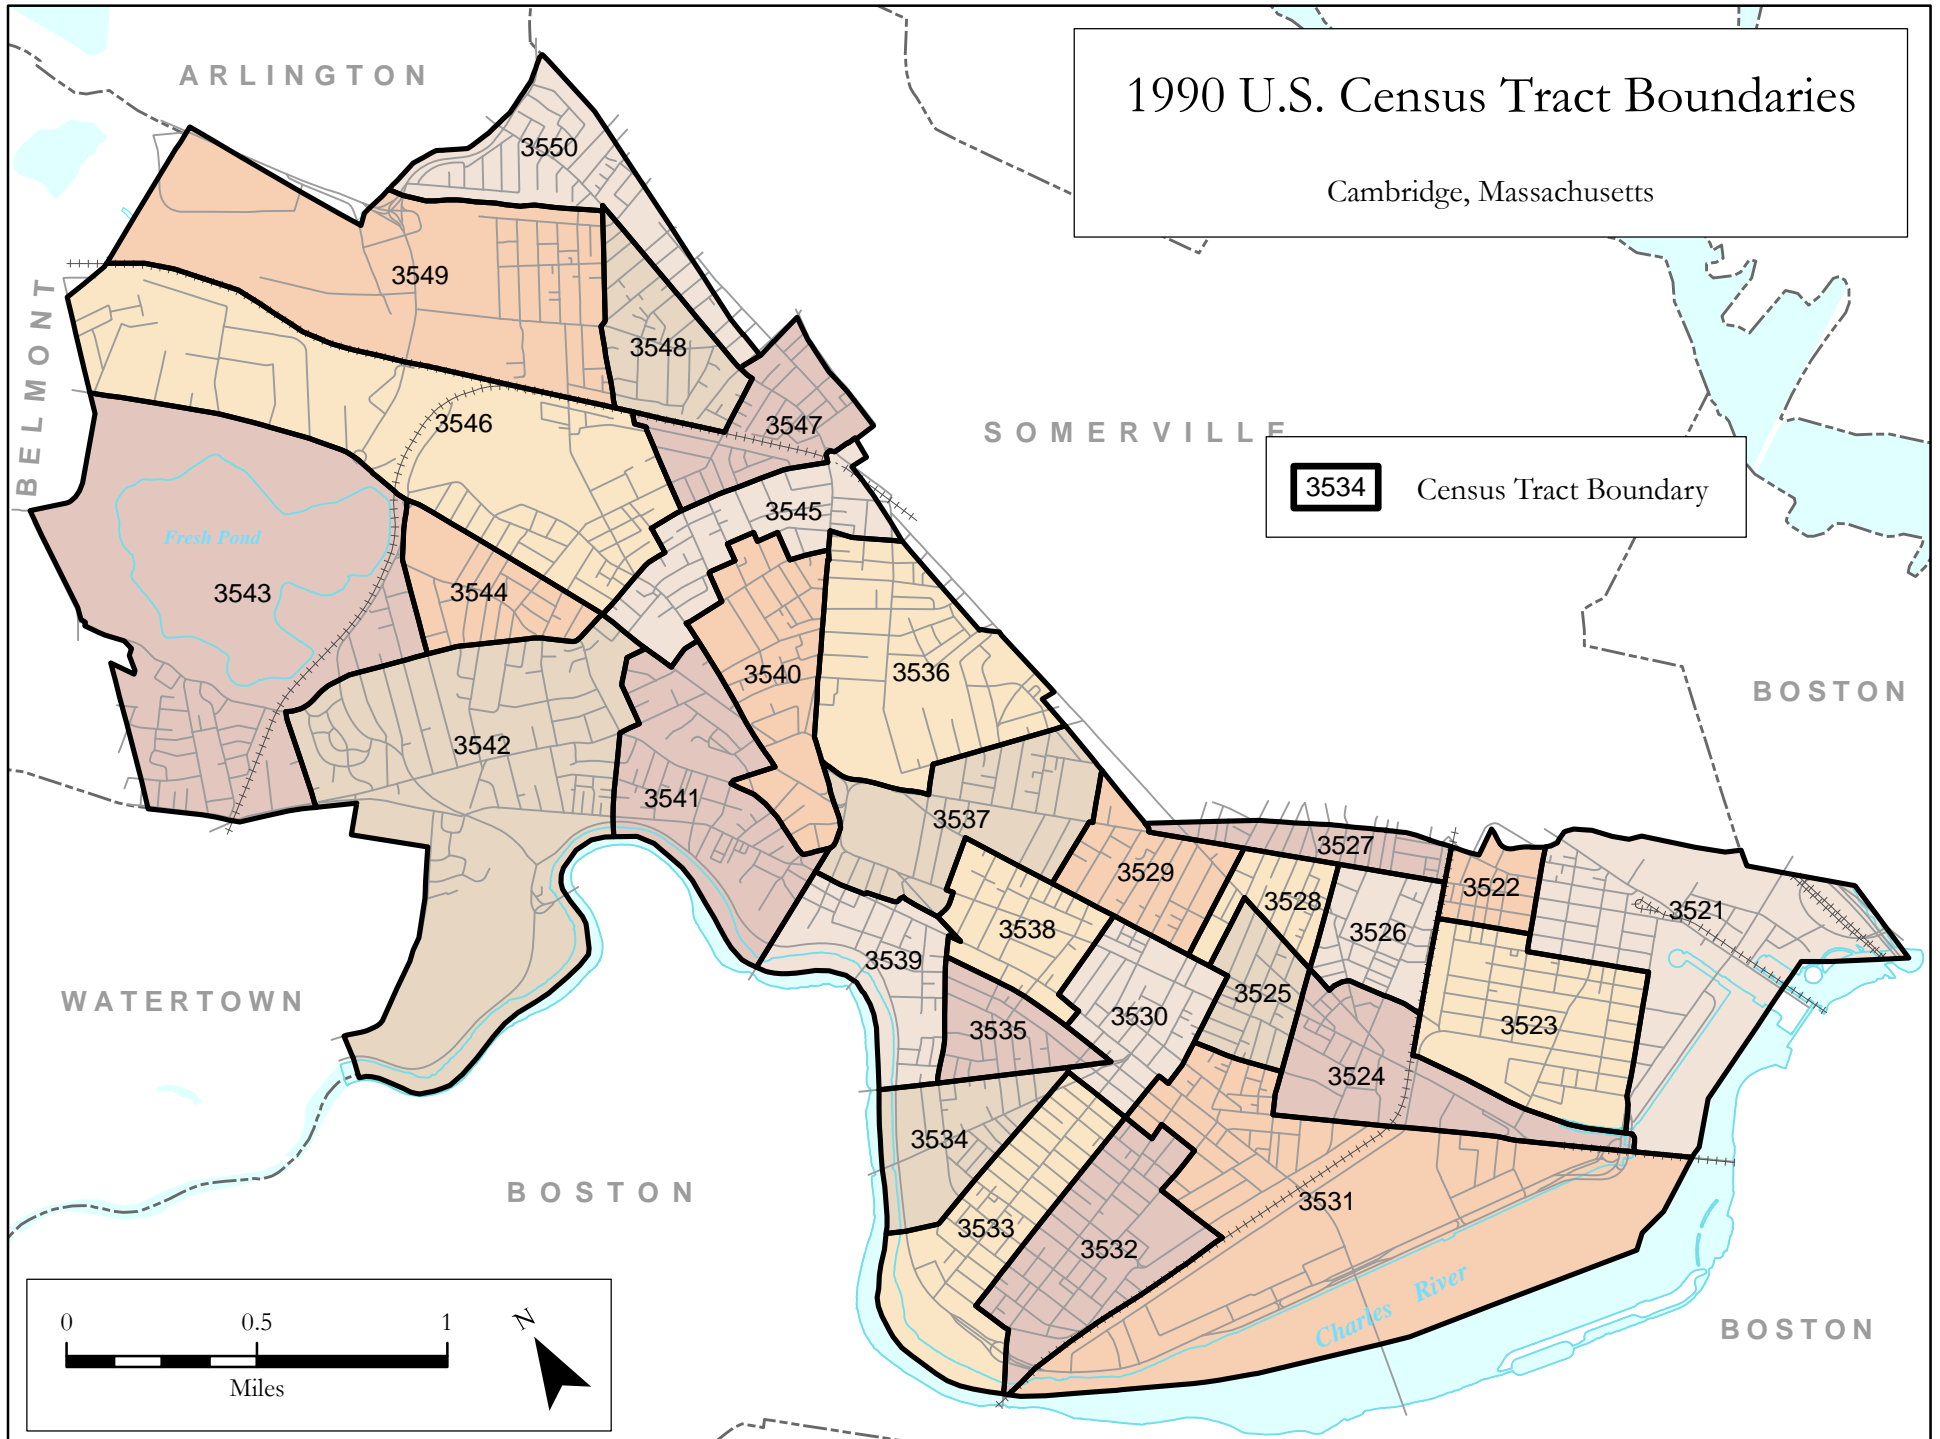 1990 U.S. Census Tract Boundaries
Cambridge, Massachusetts
ARLINGTON
3550
3549
BELMONT
3548
3546
3547
SOMERVILLE
3534
Census Tract Boundary
3545
Fresh Pond
3543
3544
3540
3536
BOSTON
3542
3541
3537
3527
3529
3522
3528
3521
3538
3526
3539
3525
WATERTOWN
3535
3530
3523
3524
3534
BOSTON
3531
3533
3532
Charles River
BOSTON
0 0.5 1
Miles
N